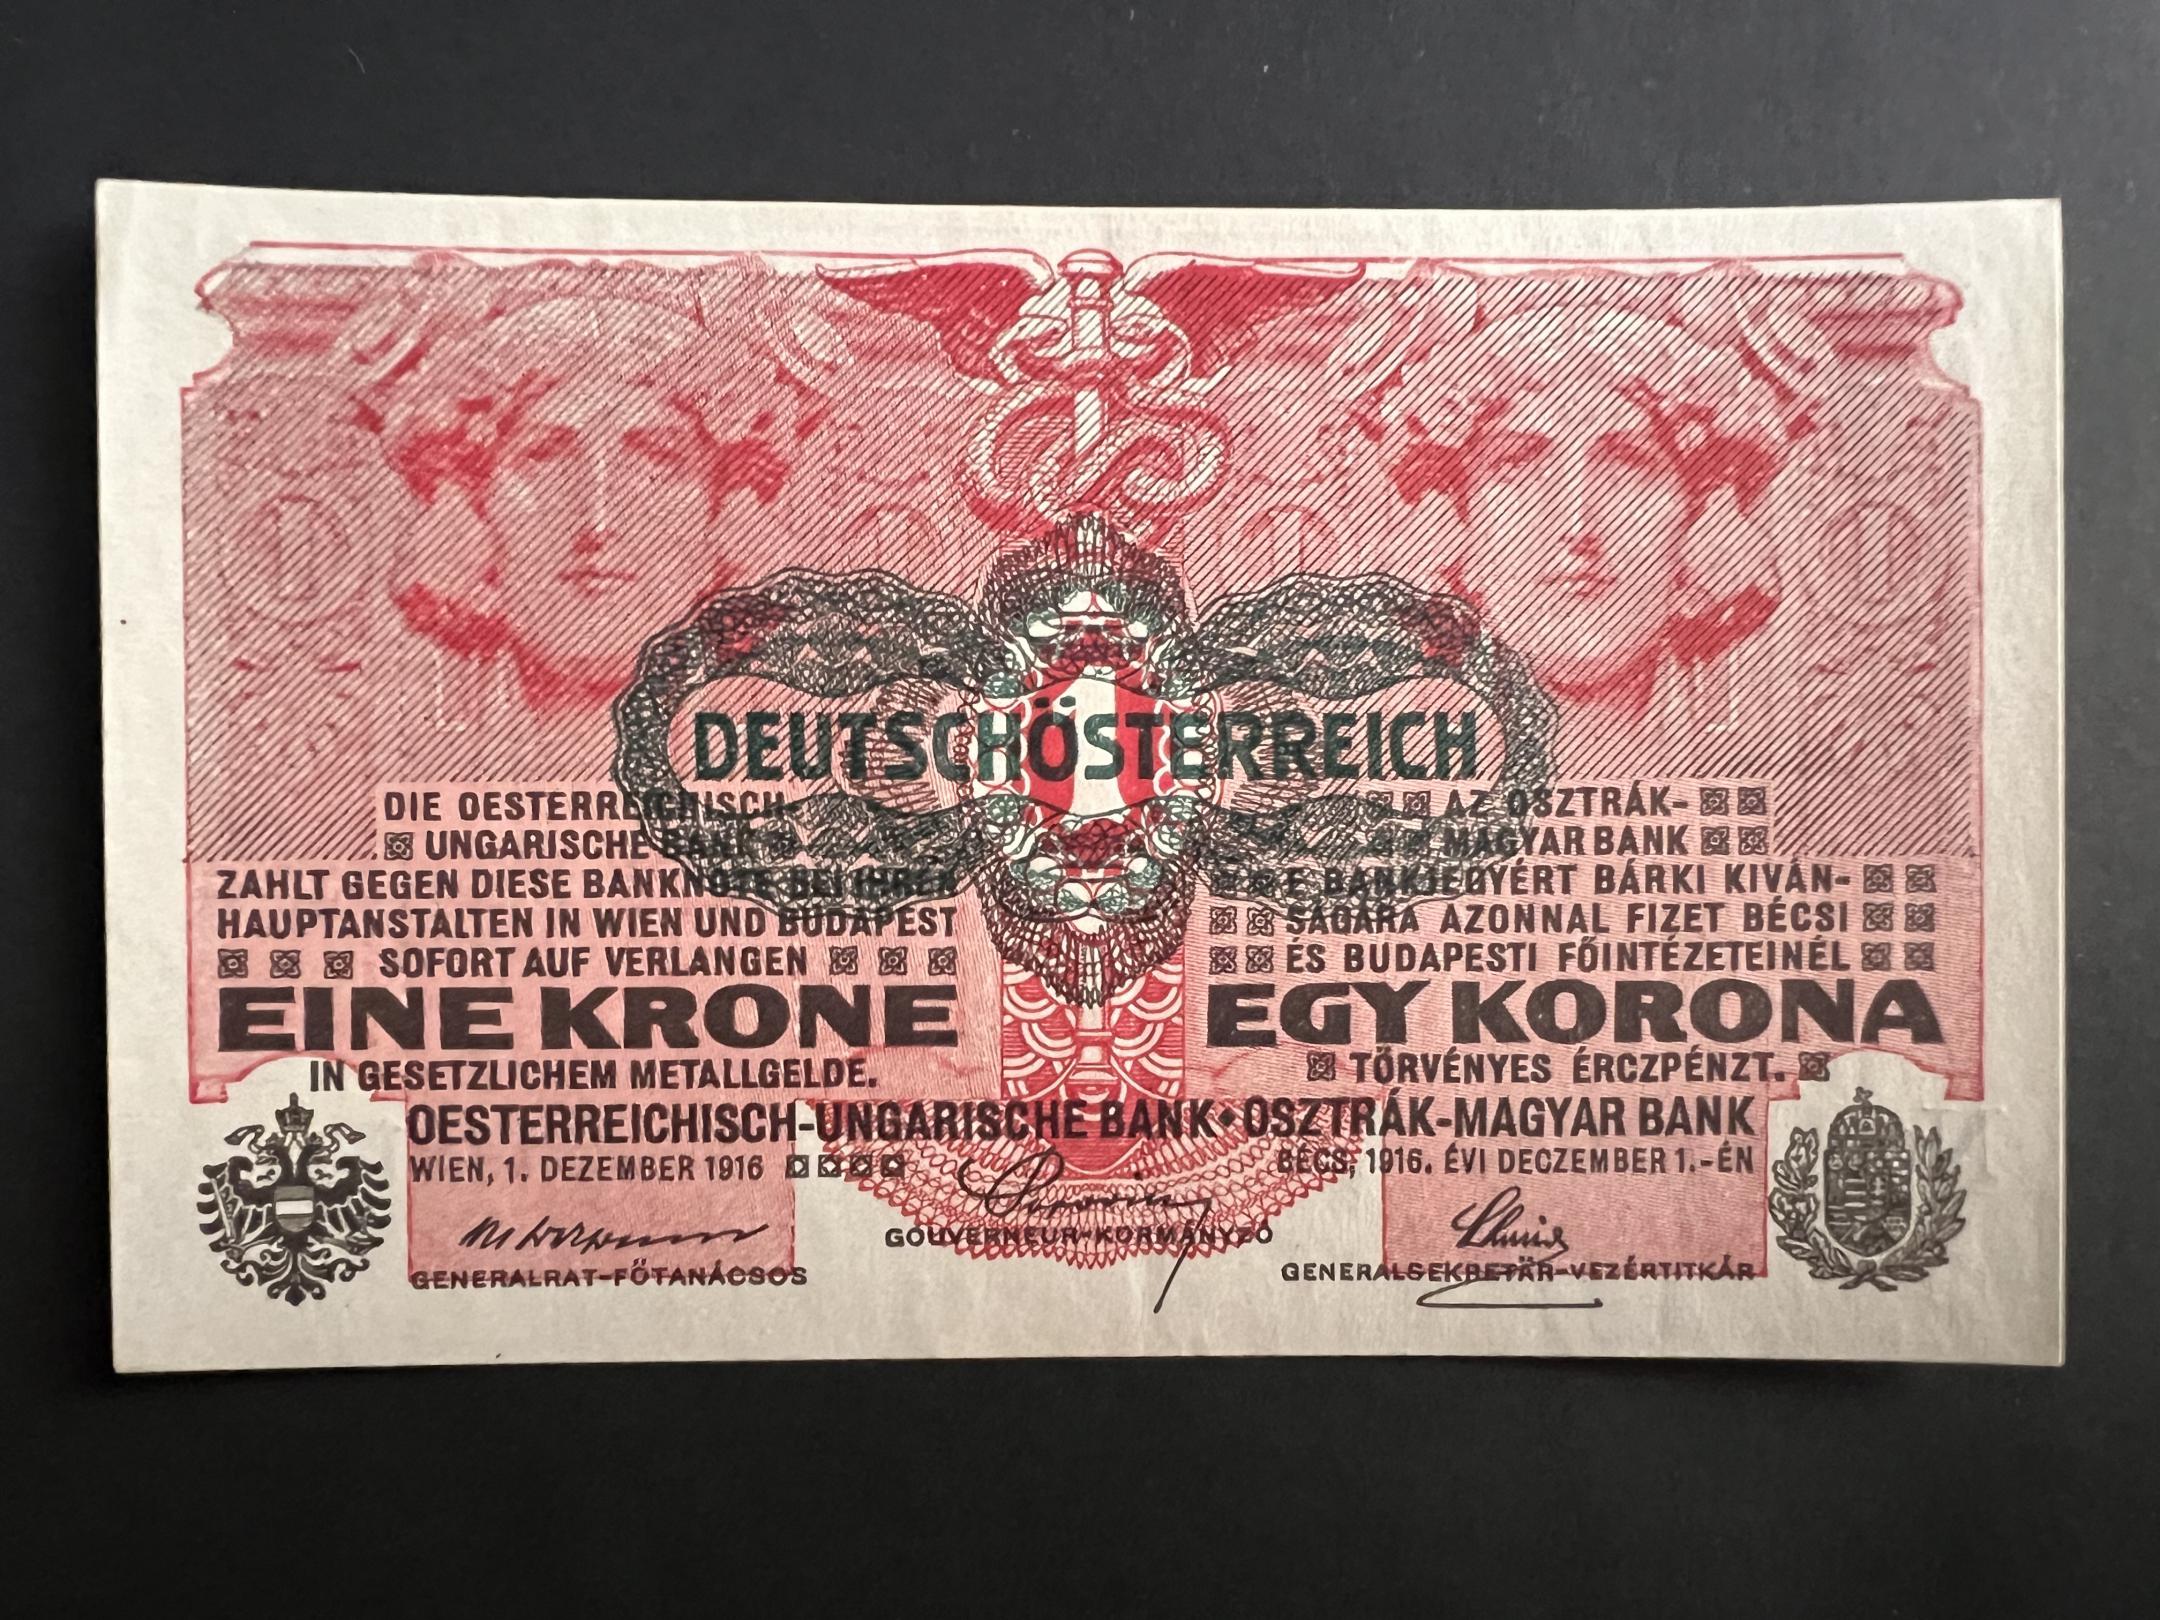 DEUTSCHÖSTERREICH
1
DIE OESTERREICHISCH-
UNGARISCHE BANK
ZAHLT GEGEN DIESE BANKNOTE BEI IHREN
HAUPTANSTALTEN IN WIEN UND BUDAPEST
SOFORT AUF VERLANGEN
EINE KRONE
IN GESETZLICHEM METALLGELDE.
AZ OSZTRÁK-
MAGYAR BANK
E BANKJEGYÉRT BÁRKI KIVÁN-
SÁGÁRA AZONNAL FIZET BÉCSI
ÉS BUDAPESTI FŐINTÉZETEINÉL
EGY KORONA
TÖRVÉNYES ÉRCZPÉNZT.
OESTERREICHISCH-UNGARISCHE BANK • OSZTRÁK-MAGYAR BANK
WIEN, 1. DEZEMBER 1916
BÉCS, 1916. ÉVI DECZEMBER 1.-ÉN
GENERALRAT-FŐTANÁCSOS
GOUVERNEUR-KORMÁNYZÓ
GENERALSEKRETÄR-VEZÉRTITKÁR